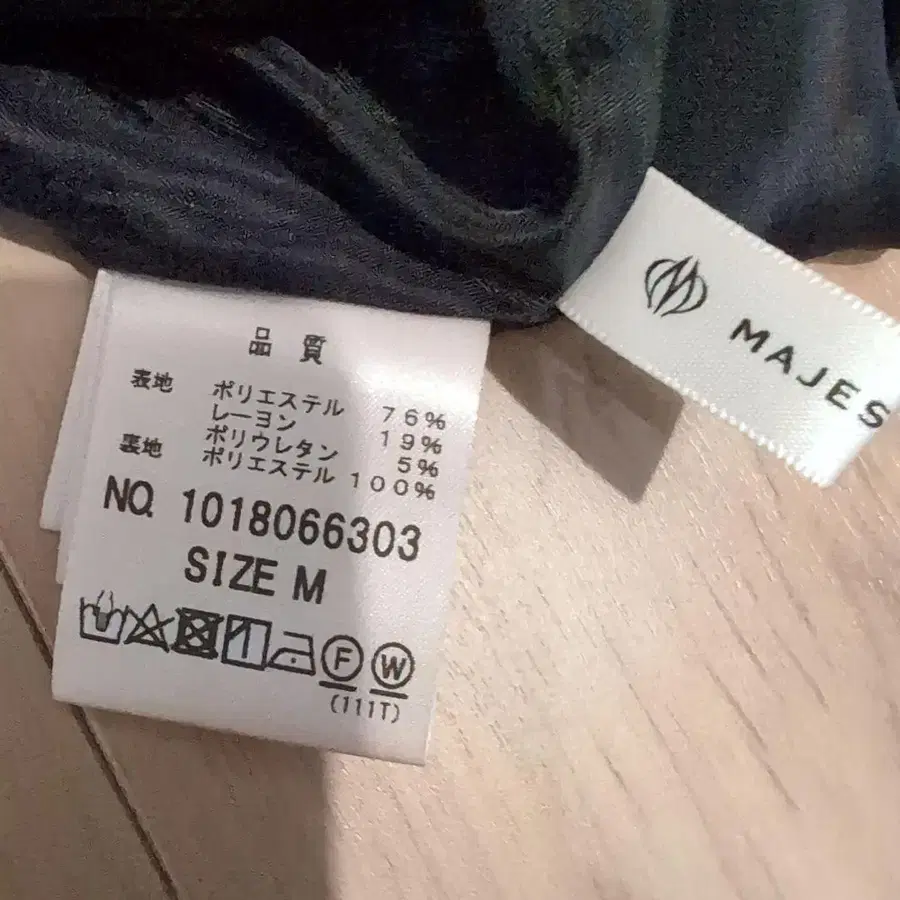 品質
表地 ポリエステル 76%
レーヨン 19%
ポリウレタン 5%
裏地 ポリエステル 100%
NO. 1018066303
SIZE M
F W
(111T)
MAJES